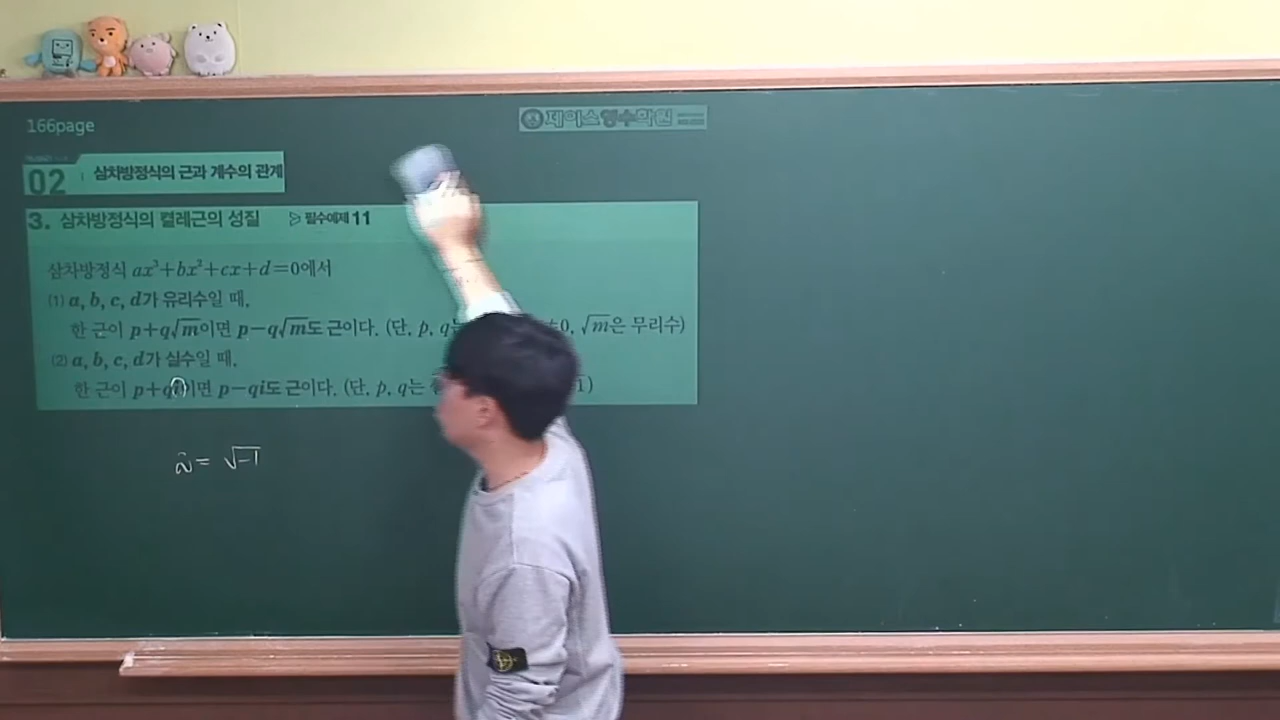 166page
제이스영수학원
02 삼차방정식의 근과 계수의 관계
3. 삼차방정식의 켤레근의 성질 ▷ 필수예제 11
삼차방정식 ax³+bx²+cx+d=0에서
(1) a, b, c, d가 유리수일 때,
한 근이 p+q√m이면 p-q√m도 근이다. (단, p, q는 ≠0, √m은 무리수)
(2) a, b, c, d가 실수일 때,
한 근이 p+qi이면 p-qi도 근이다. (단, p, q는 1)
i = √-1